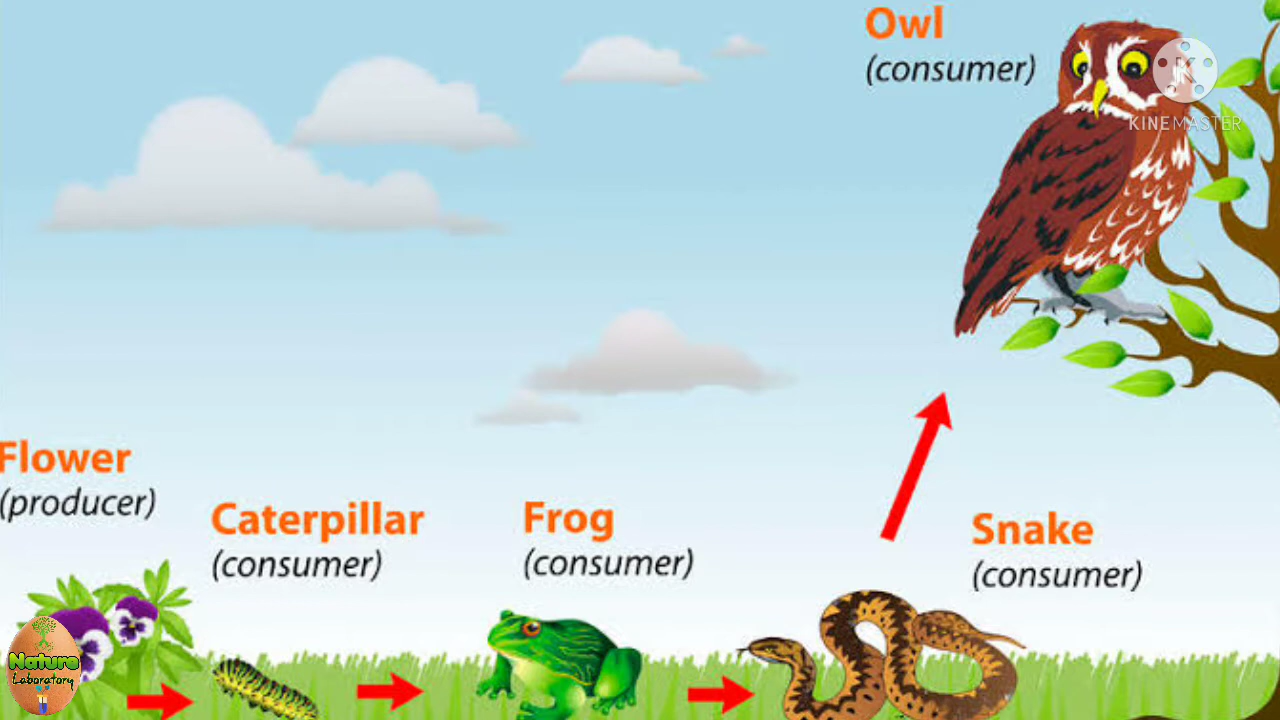 Owl
(consumer)
KINEMASTER
Flower
(producer)
Caterpillar
(consumer)
Frog
(consumer)
Snake
(consumer)
Nature
Laboratory